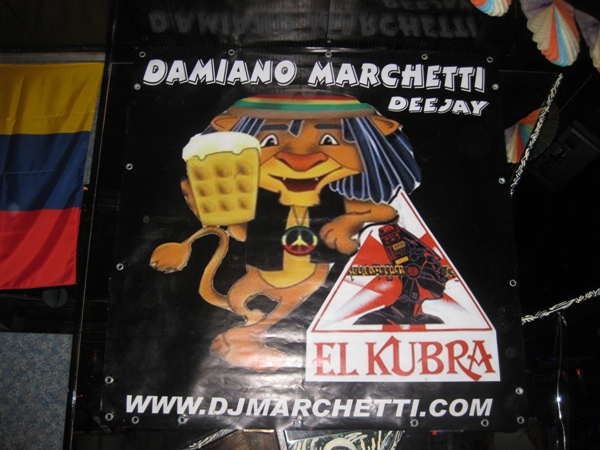 DAMIANO MARCHETTI
DEEJAY
EL KUBRA
WWW.DJMARCHETTI.COM